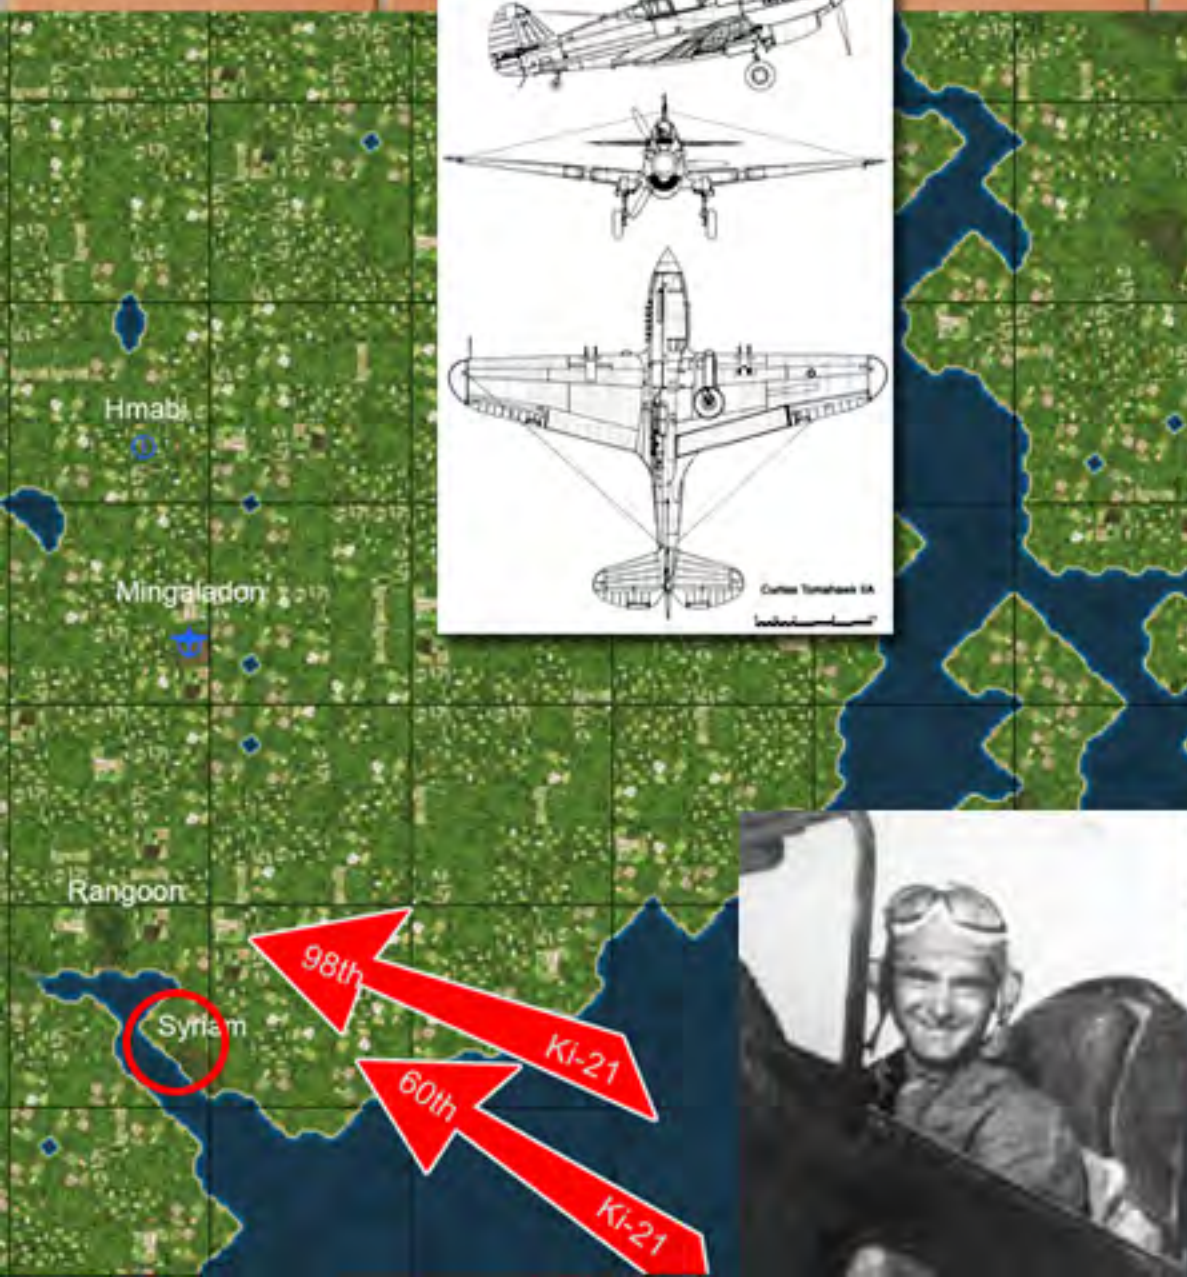 Curtiss Tomahawk IIA
Hmabi
Mingaladon
Rangoon
98th
Syriam
Ki-21
60th
Ki-21